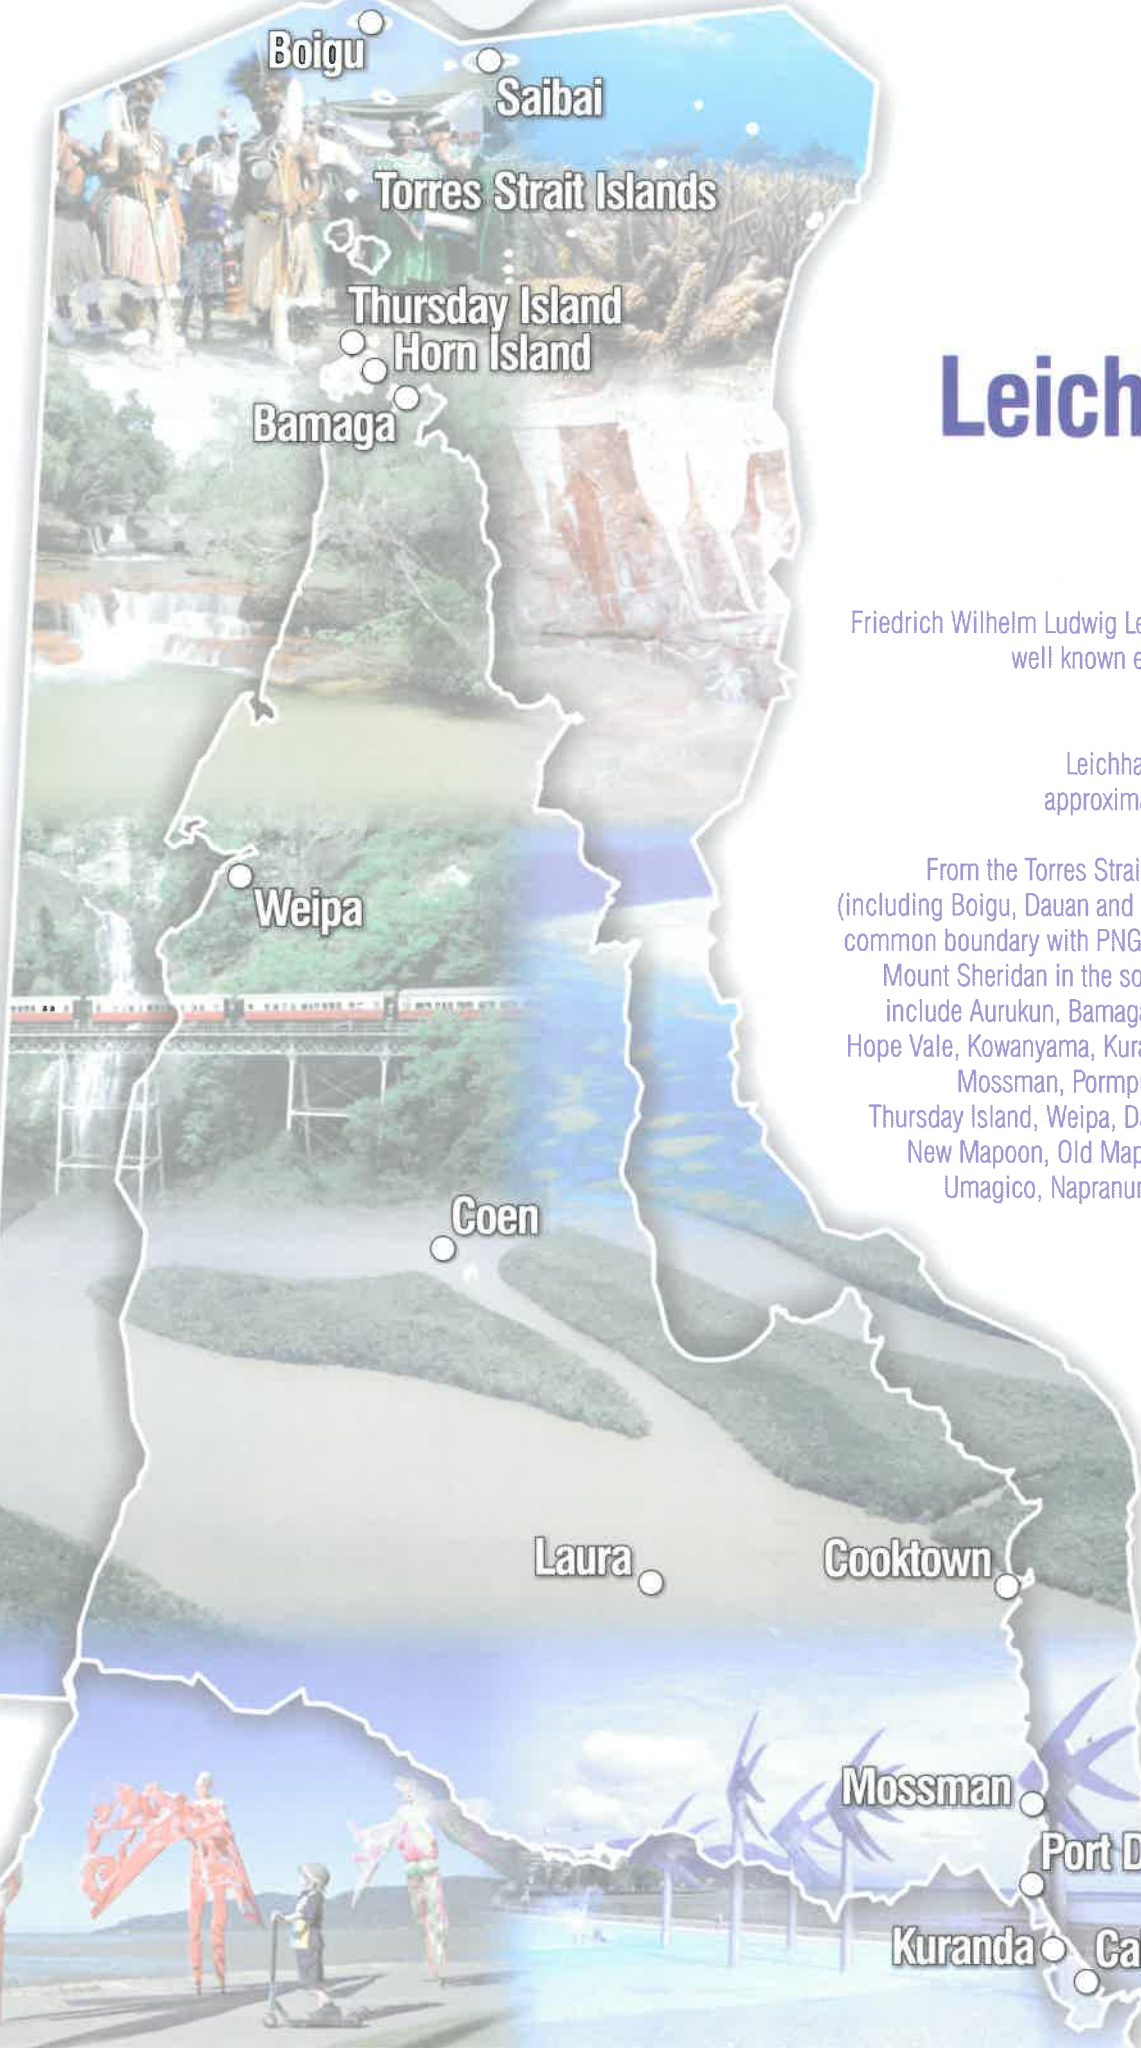 Boigu
Saibai
Torres Strait Islands
Thursday Island
Horn Island
Bamaga
Weipa
Coen
Laura
Cooktown
Mossman
Port D
Kuranda
Ca
Leich
Friedrich Wilhelm Ludwig Le
well known e
Leichha
approxima
From the Torres Strai
(including Boigu, Dauan and
common boundary with PNG
Mount Sheridan in the so
include Aurukun, Bamaga
Hope Vale, Kowanyama, Kura
Mossman, Pormp
Thursday Island, Weipa, Da
New Mapoon, Old Map
Umagico, Napranum